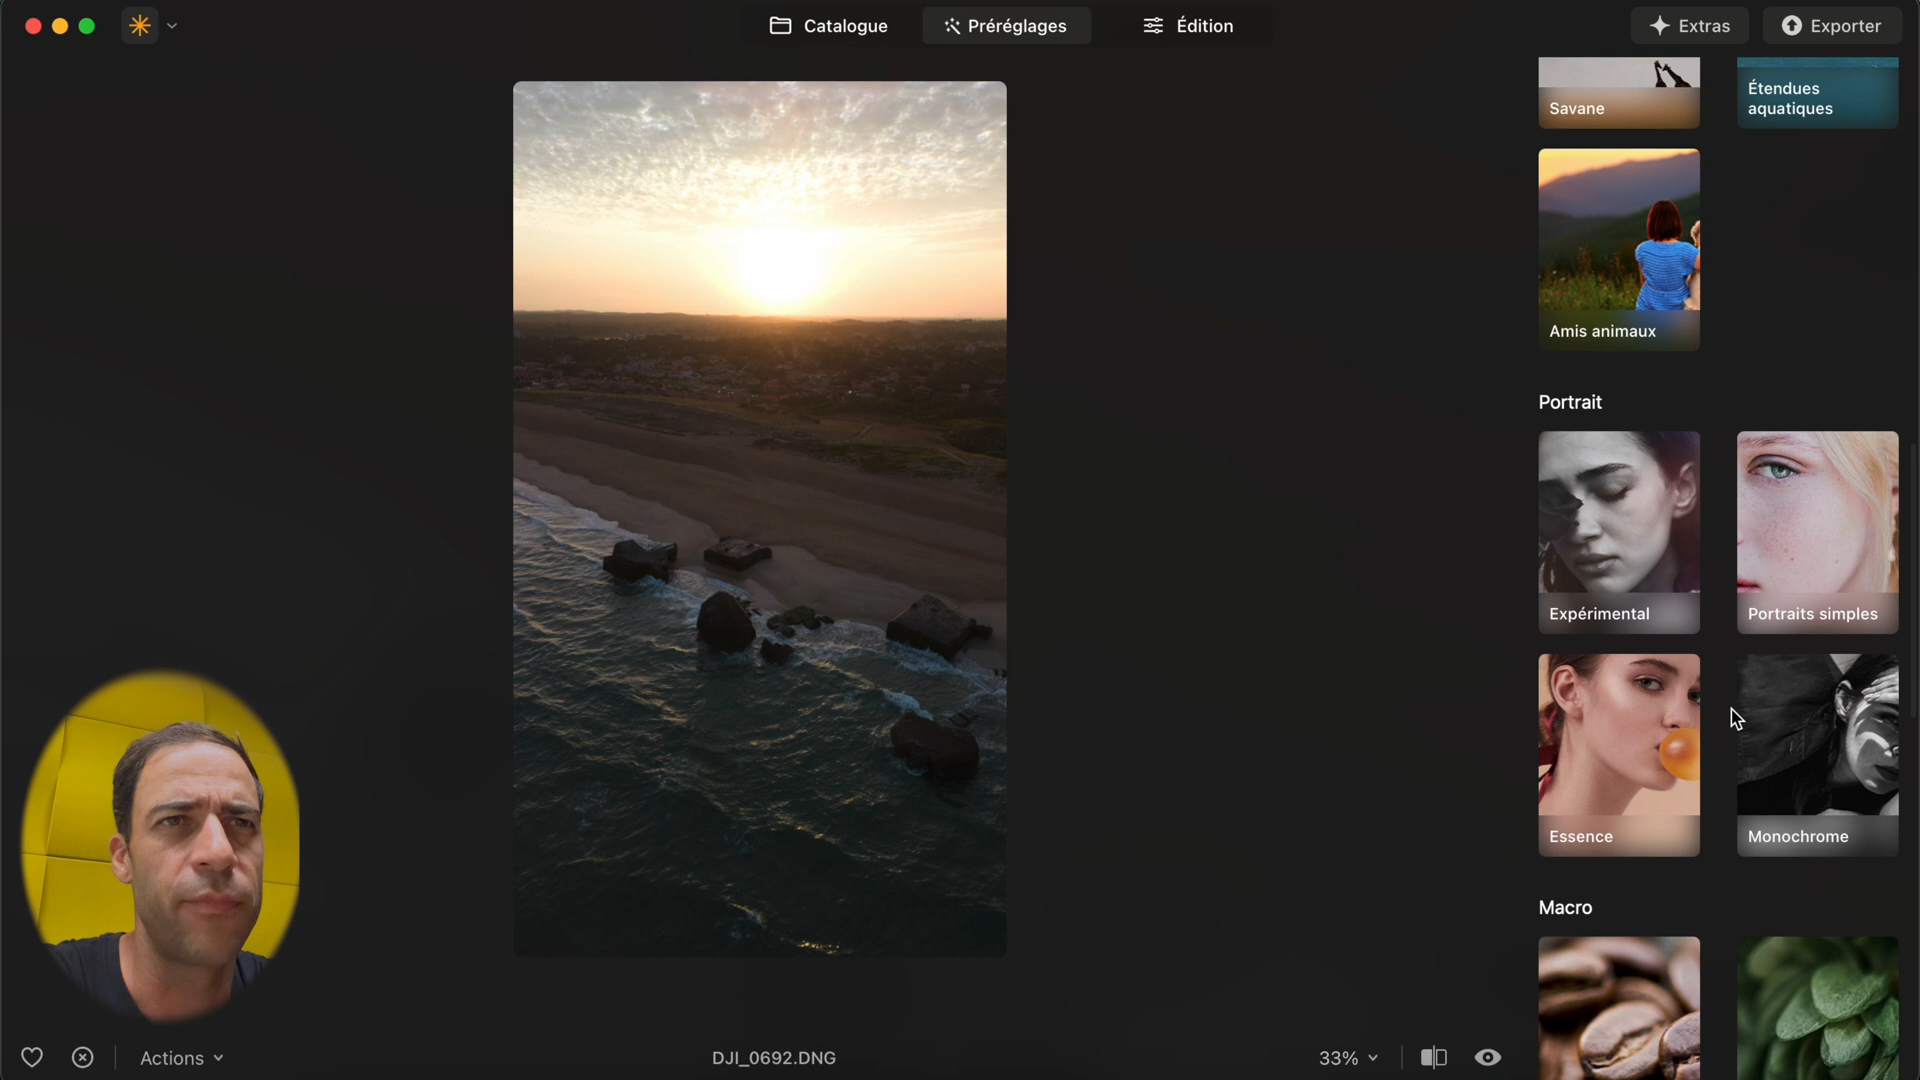 Catalogue
Préréglages
Édition
Extras
Exporter
Savane
Étendues
aquatiques
Amis animaux
Portrait
Expérimental
Portraits simples
Essence
Monochrome
Macro
Actions
DJI_0692.DNG
33%